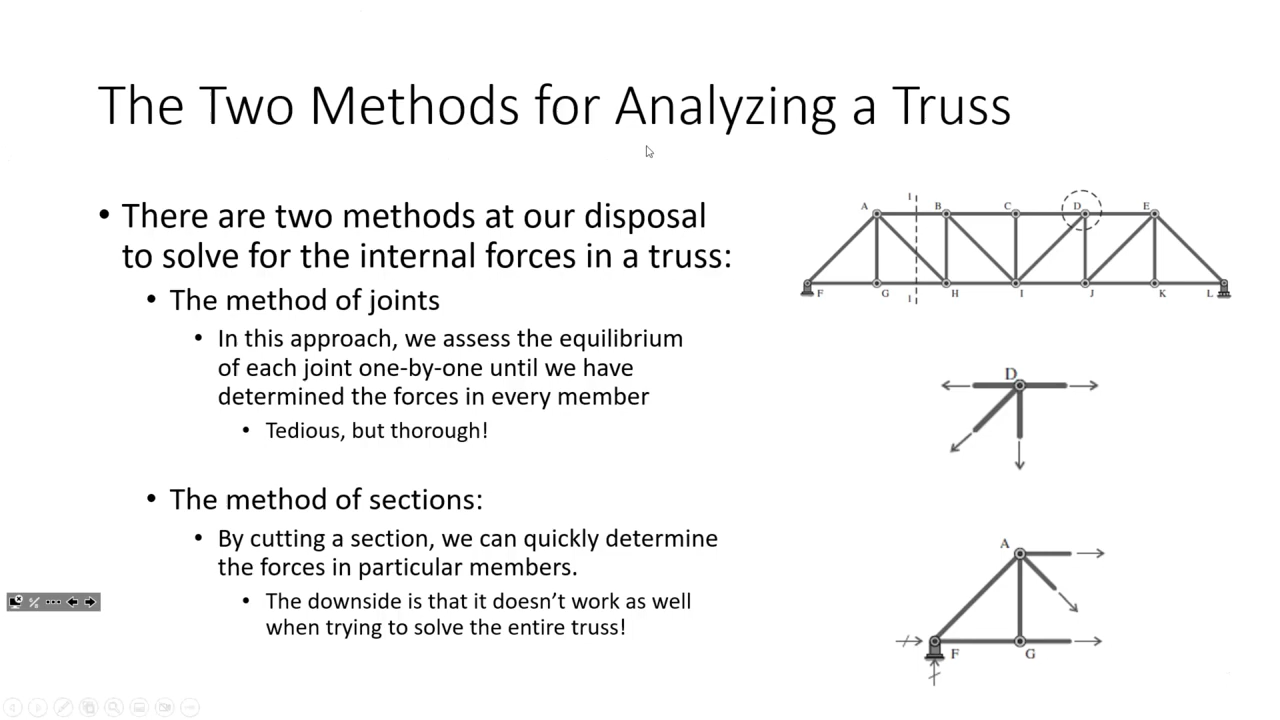 The Two Methods for Analyzing a Truss
• There are two methods at our disposal
to solve for the internal forces in a truss:
• The method of joints
• In this approach, we assess the equilibrium
of each joint one-by-one until we have
determined the forces in every member
• Tedious, but thorough!
• The method of sections:
• By cutting a section, we can quickly determine
the forces in particular members.
• The downside is that it doesn't work as well
when trying to solve the entire truss!
1
A B C D E
F G H I J K L
1
D
A
F G